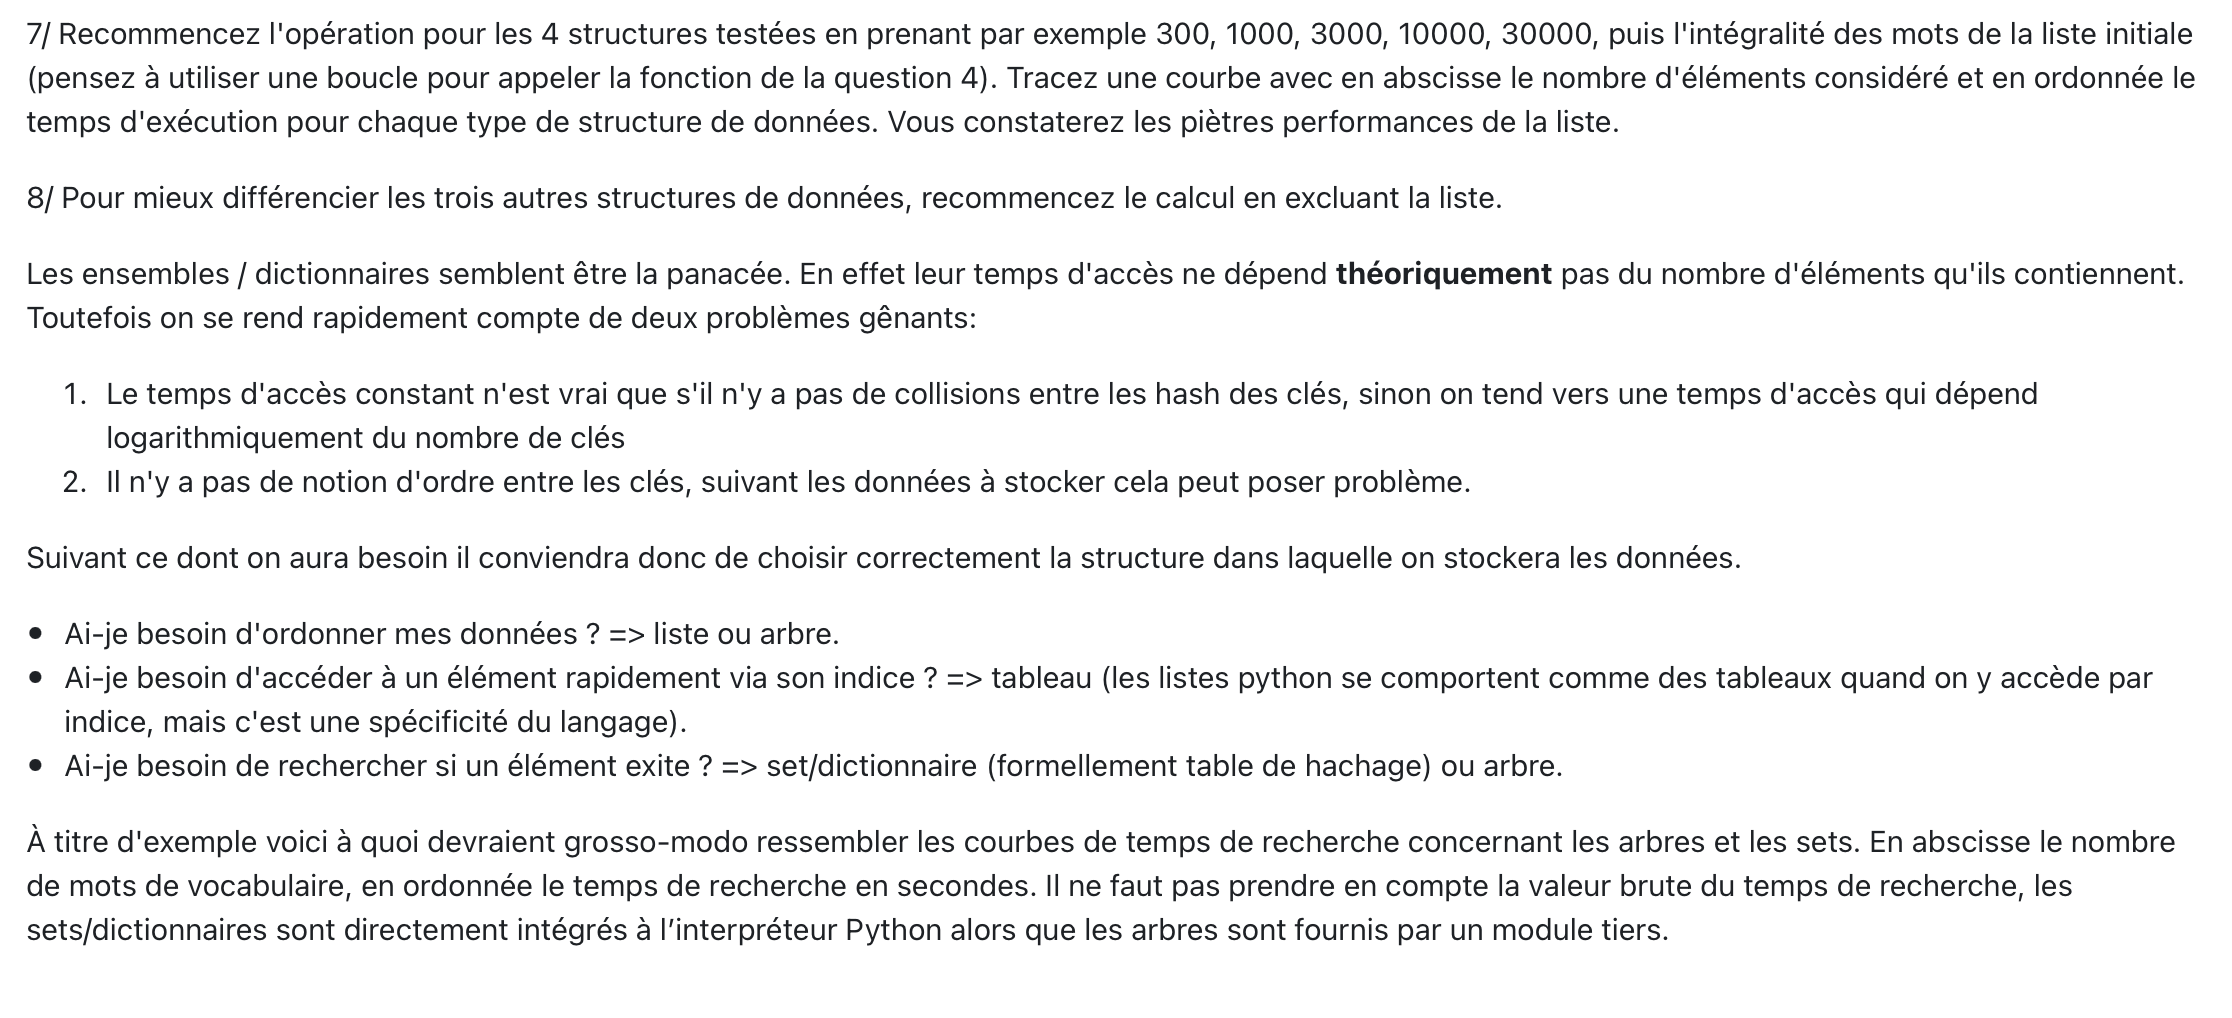 7/ Recommencez l'opération pour les 4 structures testées en prenant par exemple 300, 1000, 3000, 10000, 30000, puis l'intégralité des mots de la liste initiale
(pensez à utiliser une boucle pour appeler la fonction de la question 4). Tracez une courbe avec en abscisse le nombre d'éléments considéré et en ordonnée le
temps d'exécution pour chaque type de structure de données. Vous constaterez les piètres performances de la liste.
8/ Pour mieux différencier les trois autres structures de données, recommencez le calcul en excluant la liste.
Les ensembles / dictionnaires semblent être la panacée. En effet leur temps d'accès ne dépend théoriquement pas du nombre d'éléments qu'ils contiennent.
Toutefois on se rend rapidement compte de deux problèmes gênants:
1. Le temps d'accès constant n'est vrai que s'il n'y a pas de collisions entre les hash des clés, sinon on tend vers une temps d'accès qui dépend
logarithmiquement du nombre de clés
2. Il n'y a pas de notion d'ordre entre les clés, suivant les données à stocker cela peut poser problème.
Suivant ce dont on aura besoin il conviendra donc de choisir correctement la structure dans laquelle on stockera les données.
• Ai-je besoin d'ordonner mes données ? => liste ou arbre.
• Ai-je besoin d'accéder à un élément rapidement via son indice ? => tableau (les listes python se comportent comme des tableaux quand on y accède par
indice, mais c'est une spécificité du langage).
• Ai-je besoin de rechercher si un élément exite ? => set/dictionnaire (formellement table de hachage) ou arbre.
À titre d'exemple voici à quoi devraient grosso-modo ressembler les courbes de temps de recherche concernant les arbres et les sets. En abscisse le nombre
de mots de vocabulaire, en ordonnée le temps de recherche en secondes. Il ne faut pas prendre en compte la valeur brute du temps de recherche, les
sets/dictionnaires sont directement intégrés à l’interpréteur Python alors que les arbres sont fournis par un module tiers.